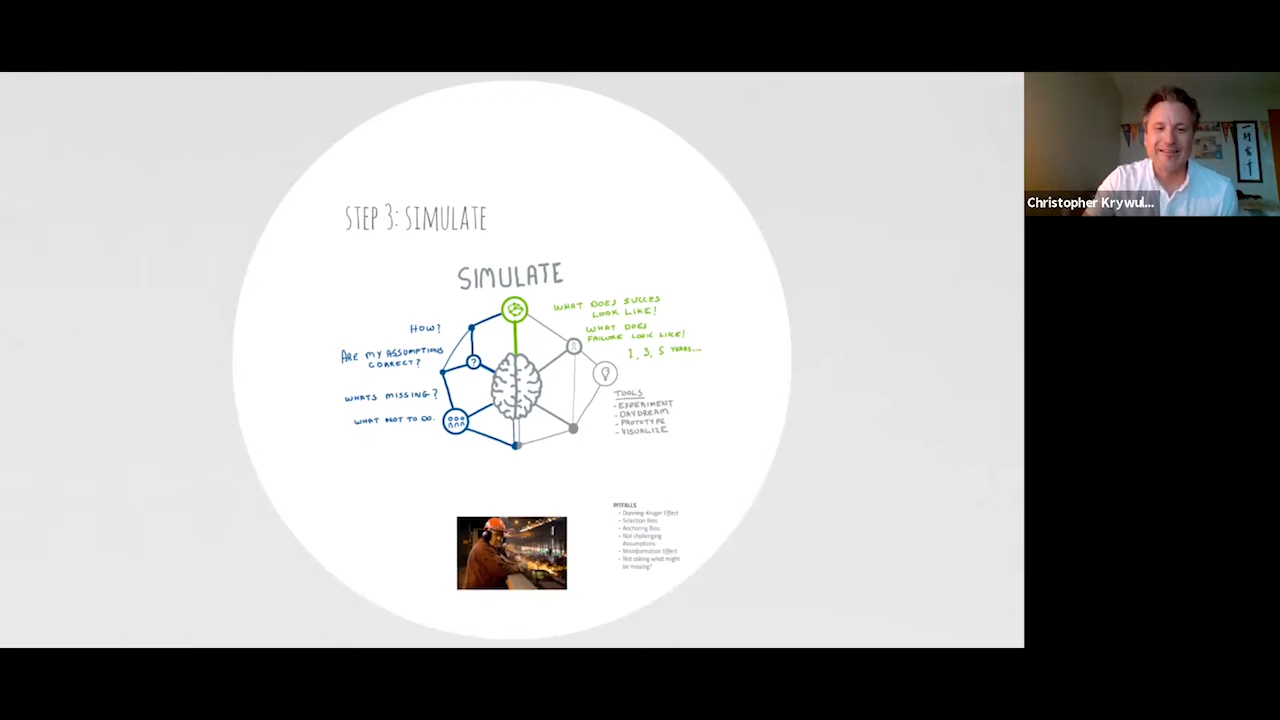 STEP 3: SIMULATE
SIMULATE
WHAT DOES SUCCES
LOOK LIKE!
WHAT DOES
FAILURE LOOK LIKE!
1, 3, 5 YEARS...
HOW?
ARE MY ASSUMPTIONS
CORRECT?
WHATS MISSING?
WHAT NOT TO DO.
?
TOOLS
- EXPERIMENT
- DAYDREAM
- PROTOTYPE
- VISUALIZE
PITFALLS
- Dunning-Kruger Effect
- Selection Bias
- Anchoring Bias
- Not challenging
Assumptions
- Misinformation Effect
- Not asking what might
be missing?
Christopher Krywul...